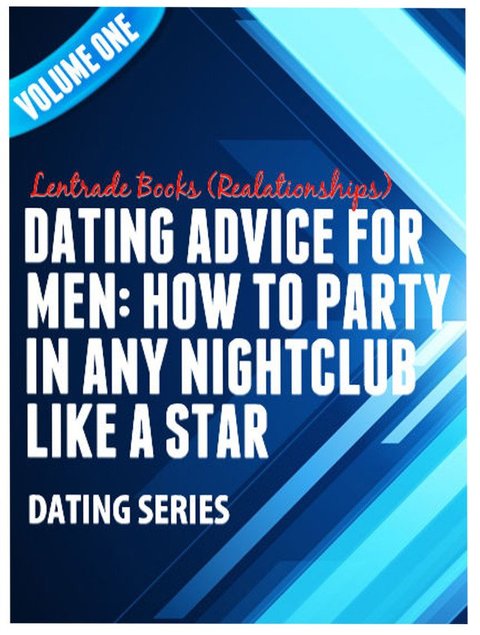 VOLUME ONE
Lentrade Books (Realationships)
DATING ADVICE FOR
MEN: HOW TO PARTY
IN ANY NIGHTCLUB
LIKE A STAR
DATING SERIES